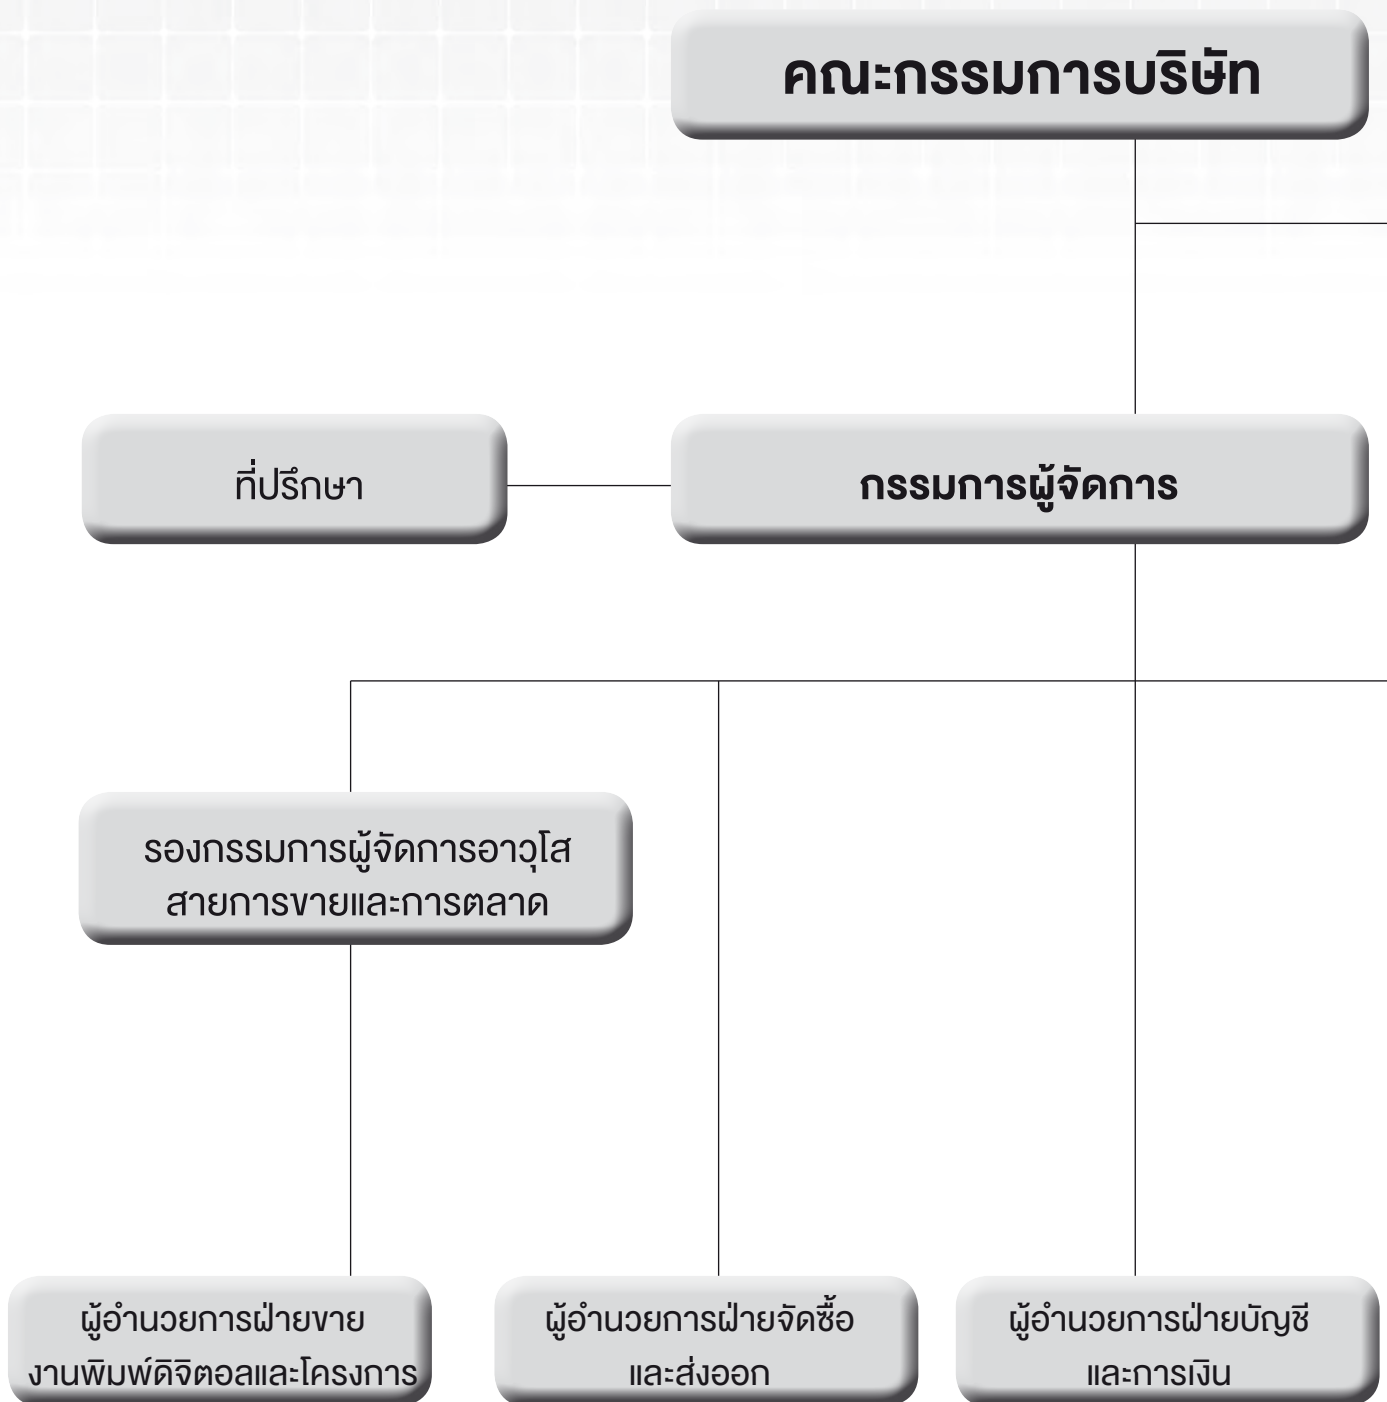 คณะกรรมการบริษัท
ที่ปรึกษา
กรรมการผู้จัดการ
รองกรรมการผู้จัดการอาวุโส
สายการขายและการตลาด
ผู้อำนวยการฝ่ายขาย
งานพิมพ์ดิจิตอลและโครงการ
ผู้อำนวยการฝ่ายจัดซื้อ
และส่งออก
ผู้อำนวยการฝ่ายบัญชี
และการเงิน